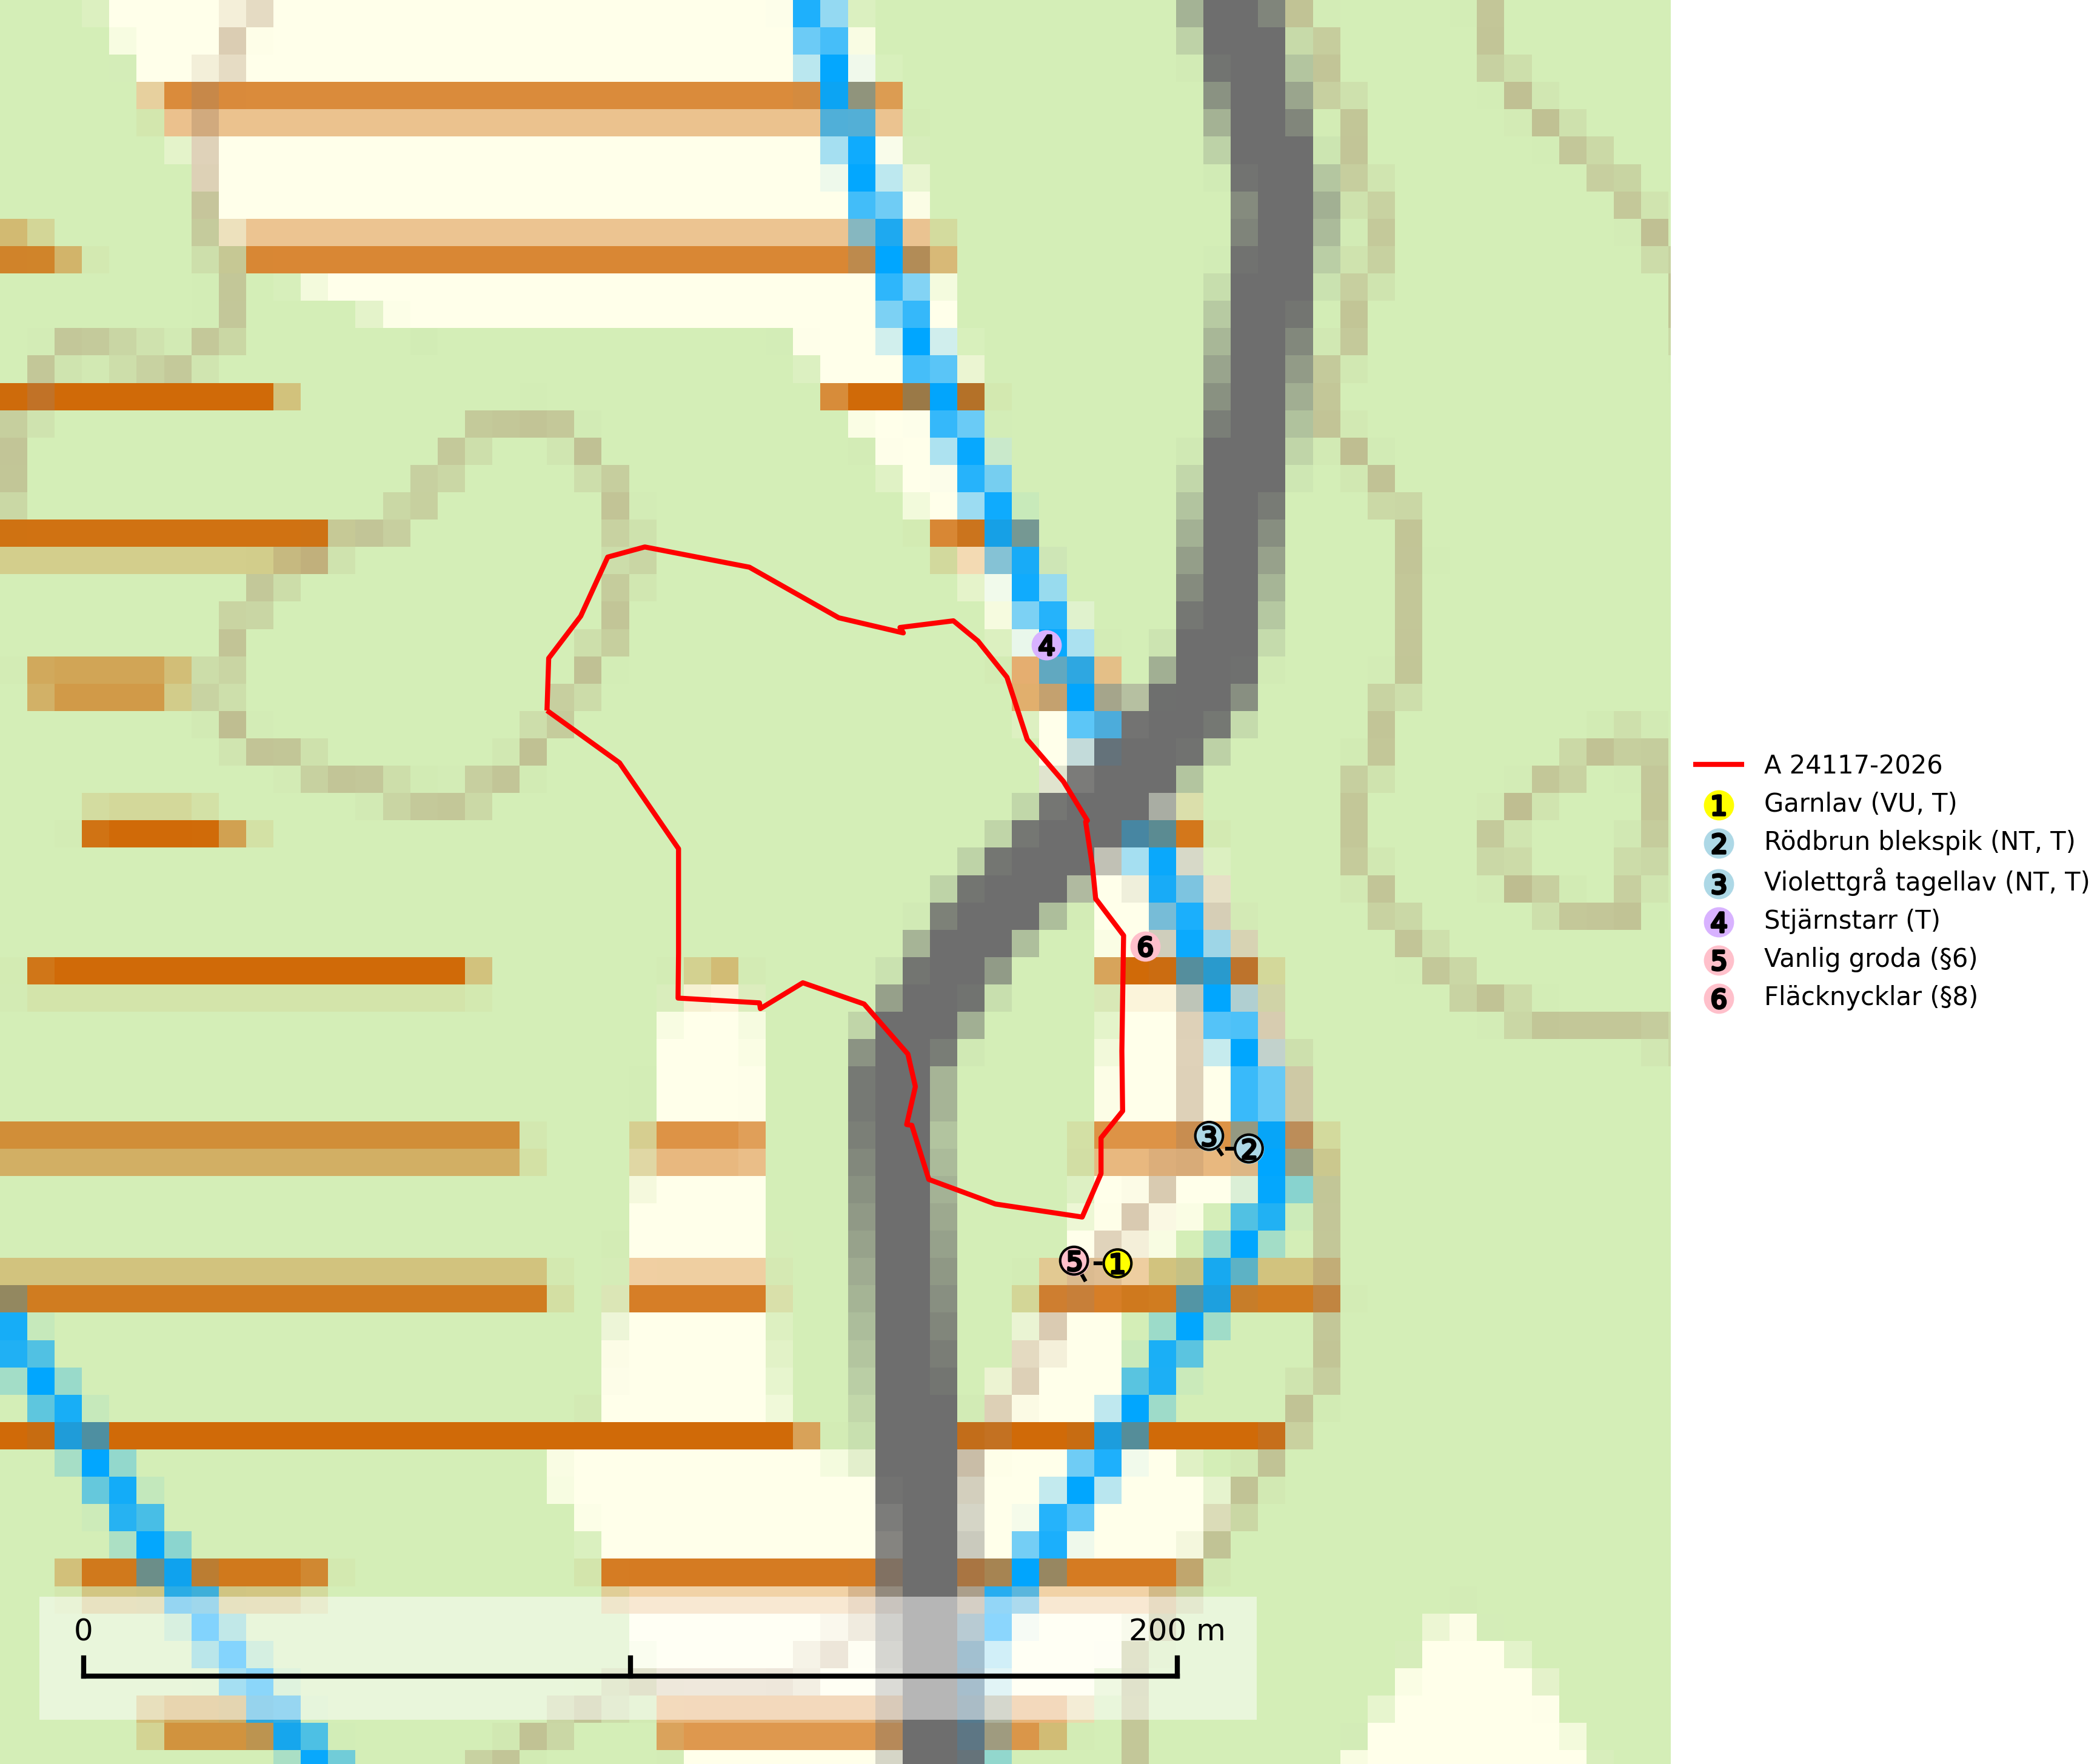 4
6
3
2
5
1
0
200 m
A 24117-2026
1 Garnlav (VU, T)
2 Rödbrun blekspik (NT, T)
3 Violettgrå tagellav (NT, T)
4 Stjärnstarr (T)
5 Vanlig groda (§6)
6 Fläcknycklar (§8)